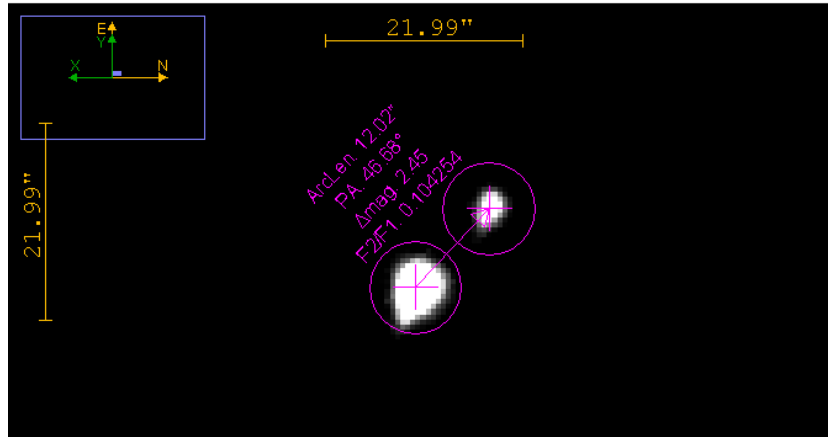 21.99"
E
Y
X
N
21.99"
ArcLen. 12.02"
PA. 46.68°
Δmag. 2.45
F2/F1. 0.104254